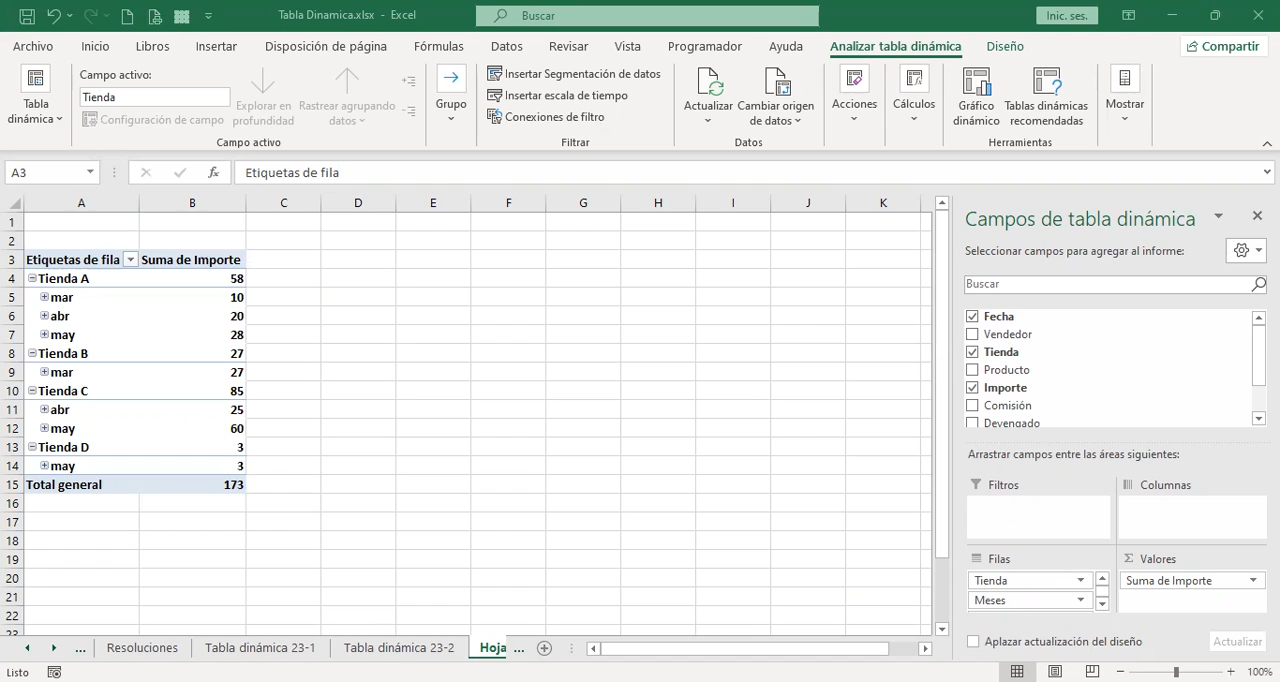 Tabla Dinamica.xlsx - Excel
Buscar
Inic. ses.
Archivo Inicio Libros Insertar Disposición de página Fórmulas Datos Revisar Vista Programador Ayuda Analizar tabla dinámica Diseño Compartir
Tabla dinámica
Campo activo:
Tienda
Configuración de campo
Explorar en profundidad
Rastrear agrupando datos
Campo activo
Grupo
Insertar Segmentación de datos
Insertar escala de tiempo
Conexiones de filtro
Filtrar
Actualizar
Cambiar origen de datos
Datos
Acciones
Cálculos
Gráfico dinámico
Tablas dinámicas recomendadas
Herramientas
Mostrar
A3 fx Etiquetas de fila
A B C D E F G H I J K
1
2
3 Etiquetas de fila Suma de Importe
4 Tienda A 58
5 mar 10
6 abr 20
7 may 28
8 Tienda B 27
9 mar 27
10 Tienda C 85
11 abr 25
12 may 60
13 Tienda D 3
14 may 3
15 Total general 173
16
17
18
19
20
21
22
23
Campos de tabla dinámica
Seleccionar campos para agregar al informe:
Buscar
Fecha
Vendedor
Tienda
Producto
Importe
Comisión
Devengado
Arrastrar campos entre las áreas siguientes:
Filtros
Columnas
Filas
Tienda
Meses
Σ Valores
Suma de Importe
Aplazar actualización del diseño
Actualizar
... Resoluciones Tabla dinámica 23-1 Tabla dinámica 23-2 Hoja ...
Listo
100%